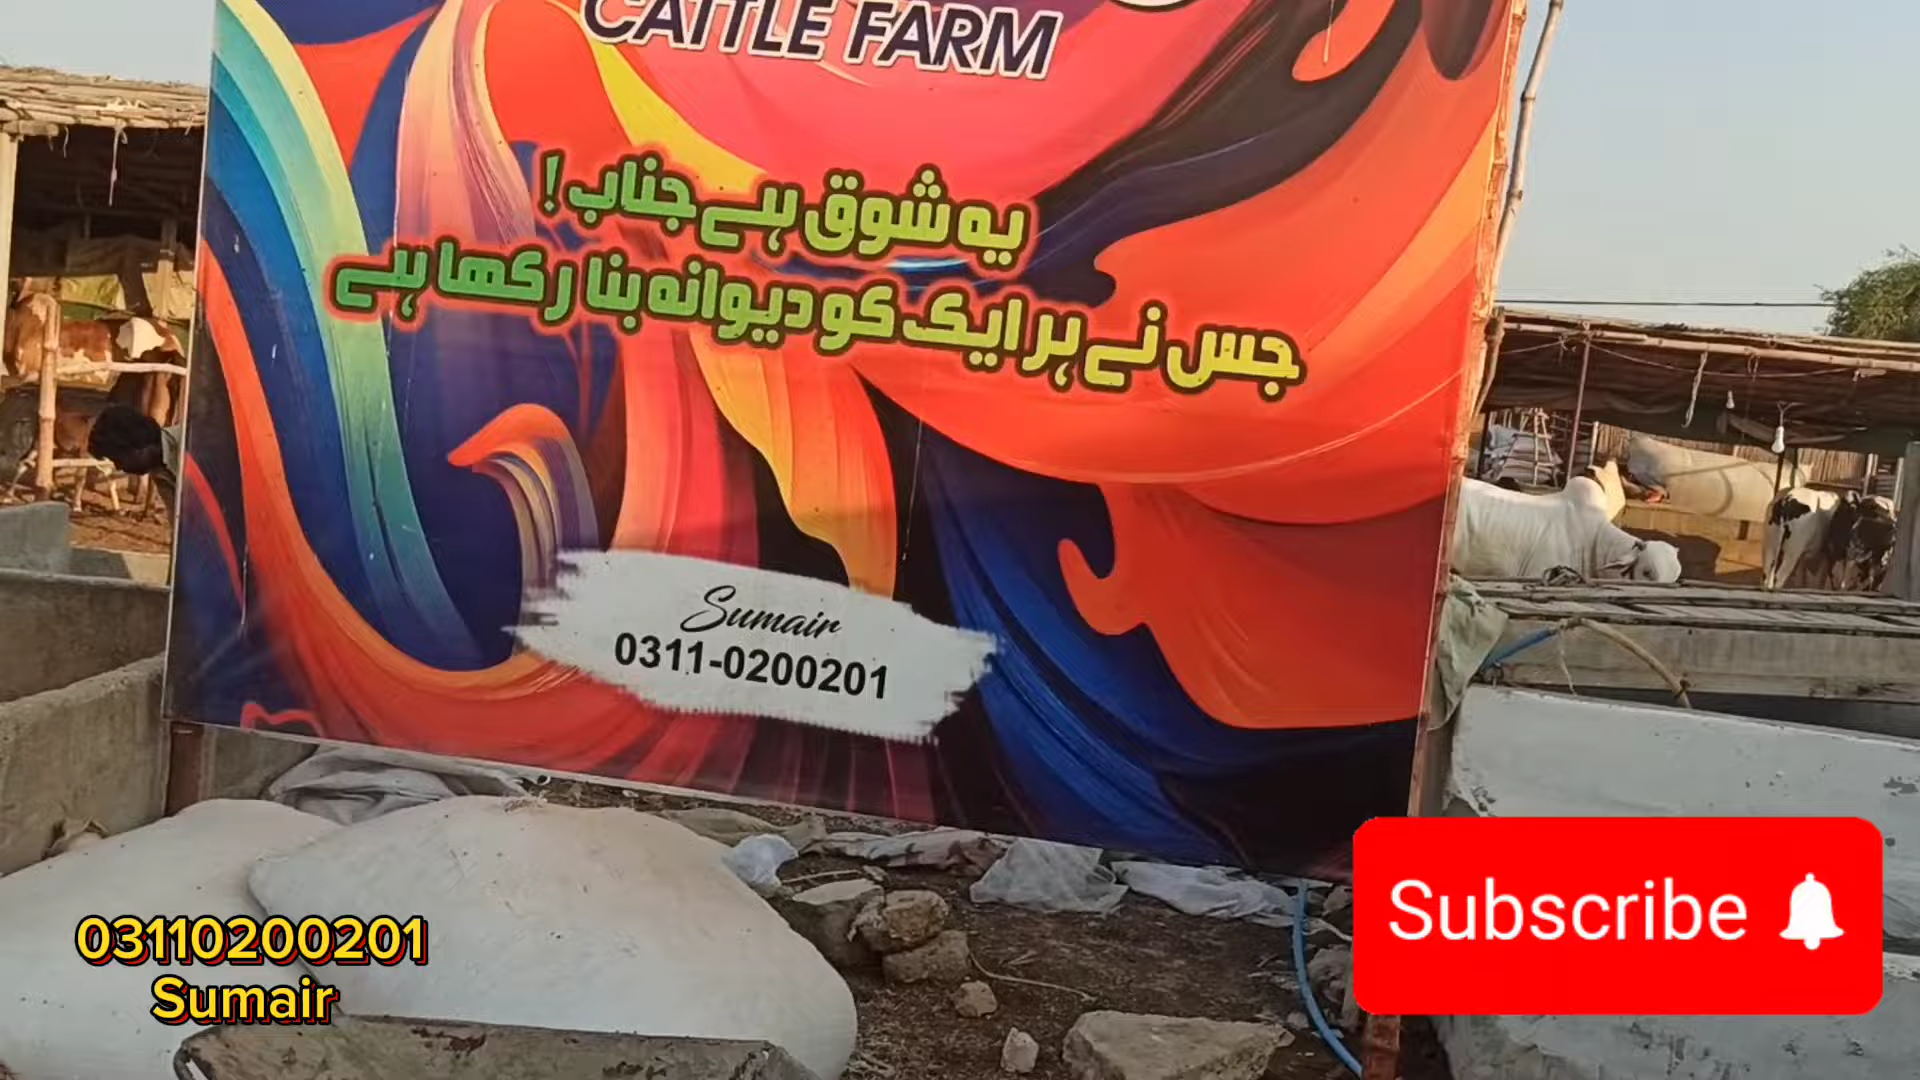 CATTLE FARM
یہ شوق ہے جناب!
جس نے ہر ایک کو دیوانہ بنا رکھا ہے
Sumair
0311-0200201
03110200201
Sumair
Subscribe